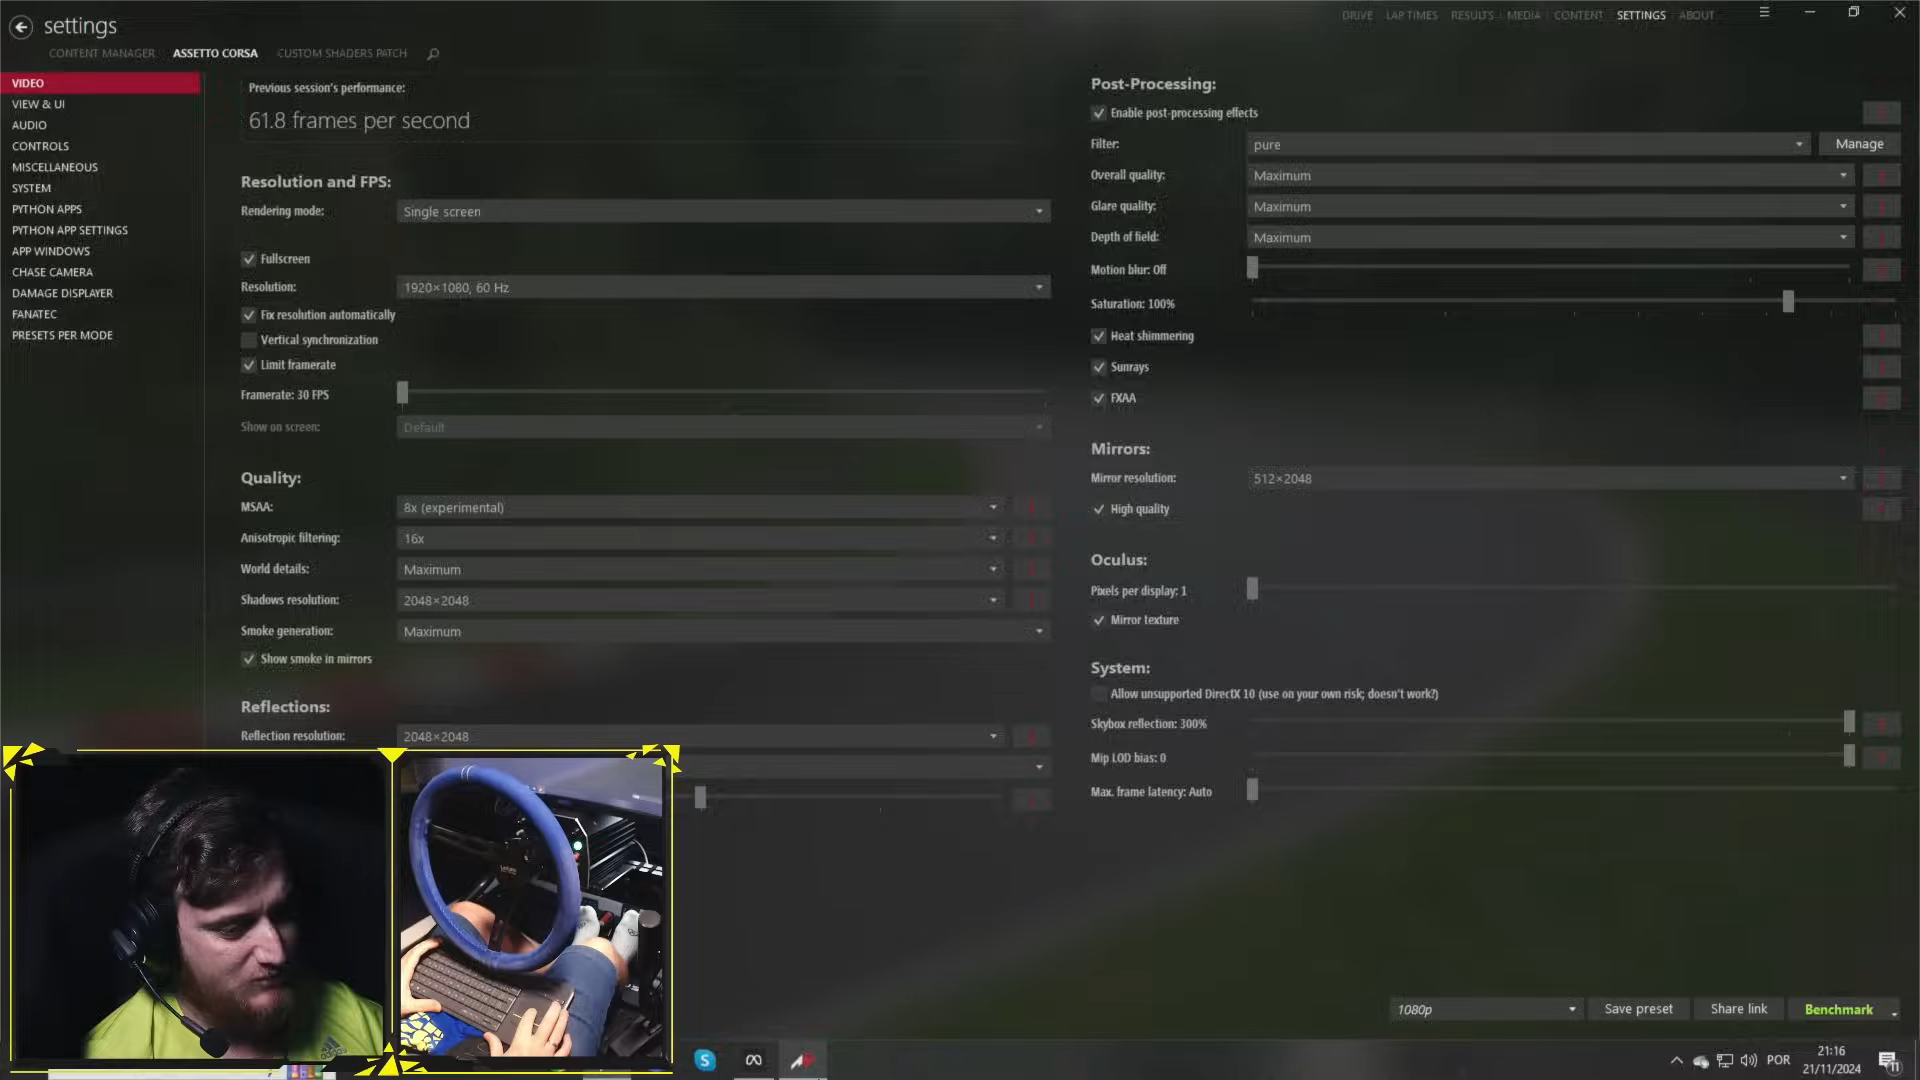 settings
DRIVE LAP TIMES RESULTS MEDIA CONTENT SETTINGS ABOUT
CONTENT MANAGER ASSETTO CORSA CUSTOM SHADERS PATCH
VIDEO
VIEW & UI
AUDIO
CONTROLS
MISCELLANEOUS
SYSTEM
PYTHON APPS
PYTHON APP SETTINGS
APP WINDOWS
CHASE CAMERA
DAMAGE DISPLAYER
FANATEC
PRESETS PER MODE
Previous session's performance:
61.8 frames per second
Resolution and FPS:
Rendering mode: Single screen
Fullscreen
Resolution: 1920×1080, 60 Hz
Fix resolution automatically
Vertical synchronization
Limit framerate
Framerate: 30 FPS
Show on screen: Default
Quality:
MSAA: 8x (experimental)
Anisotropic filtering: 16x
World details: Maximum
Shadows resolution: 2048×2048
Smoke generation: Maximum
Show smoke in mirrors
Reflections:
Reflection resolution: 2048×2048
Post-Processing:
Enable post-processing effects
Filter: pure Manage
Overall quality: Maximum
Glare quality: Maximum
Depth of field: Maximum
Motion blur: Off
Saturation: 100%
Heat shimmering
Sunrays
FXAA
Mirrors:
Mirror resolution: 512×2048
High quality
Oculus:
Pixels per display: 1
Mirror texture
System:
Allow unsupported DirectX 10 (use on your own risk; doesn't work?)
Skybox reflection: 300%
Mip LOD bias: 0
Max. frame latency: Auto
1080p Save preset Share link Benchmark
POR
21:16
21/11/2024
11
adidas